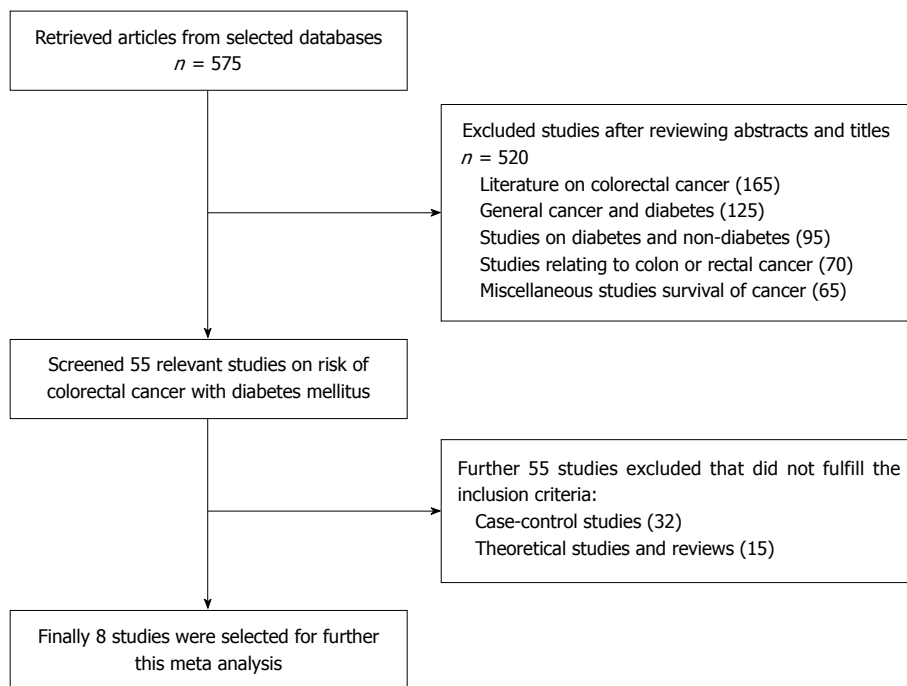 Retrieved articles from selected databases
n = 575
Excluded studies after reviewing abstracts and titles
n = 520
Literature on colorectal cancer (165)
General cancer and diabetes (125)
Studies on diabetes and non-diabetes (95)
Studies relating to colon or rectal cancer (70)
Miscellaneous studies survival of cancer (65)
Screened 55 relevant studies on risk of
colorectal cancer with diabetes mellitus
Further 55 studies excluded that did not fulfill the
inclusion criteria:
Case-control studies (32)
Theoretical studies and reviews (15)
Finally 8 studies were selected for further
this meta analysis